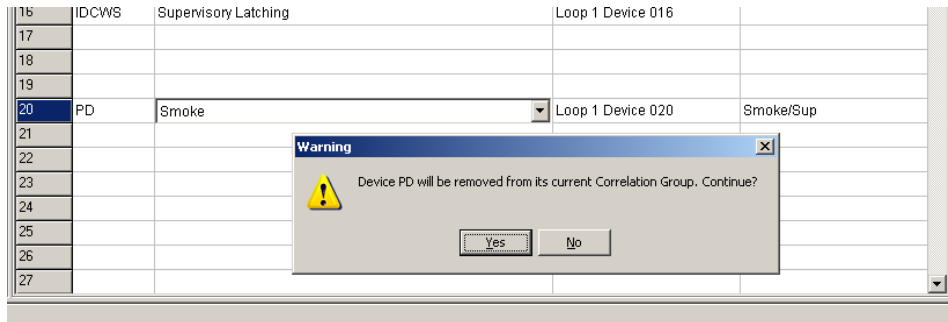 16 IDCWS Supervisory Latching Loop 1 Device 016
17
18
19
20 PD Smoke Loop 1 Device 020 Smoke/Sup
21
Warning
22
Device PD will be removed from its current Correlation Group. Continue?
23
24
25
Yes No
26
27